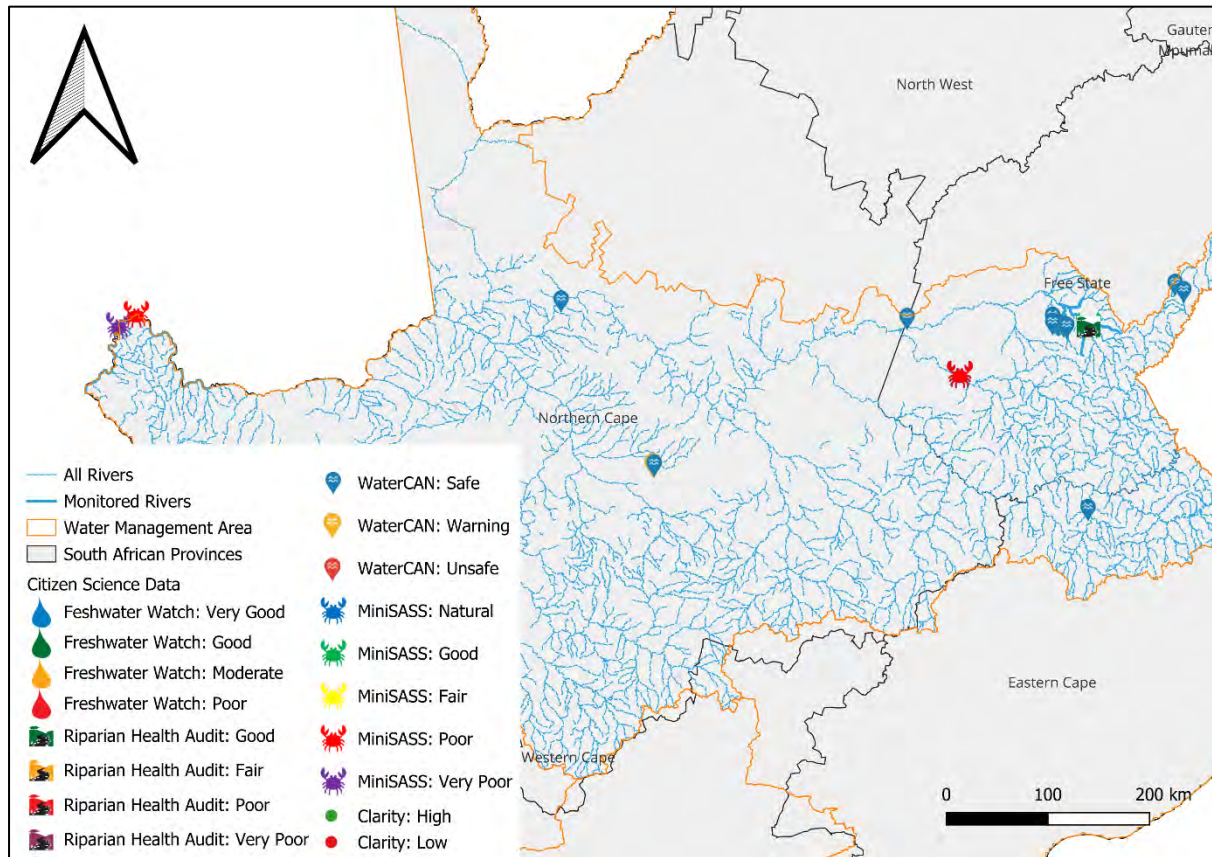 Gauten
Mpumal
North West
Free State
Northern Cape
Eastern Cape
Western Cape
All Rivers
Monitored Rivers
Water Management Area
South African Provinces
Citizen Science Data
Feshwater Watch: Very Good
Freshwater Watch: Good
Freshwater Watch: Moderate
Freshwater Watch: Poor
Riparian Health Audit: Good
Riparian Health Audit: Fair
Riparian Health Audit: Poor
Riparian Health Audit: Very Poor
WaterCAN: Safe
WaterCAN: Warning
WaterCAN: Unsafe
MiniSASS: Natural
MiniSASS: Good
MiniSASS: Fair
MiniSASS: Poor
MiniSASS: Very Poor
Clarity: High
Clarity: Low
0 100 200 km